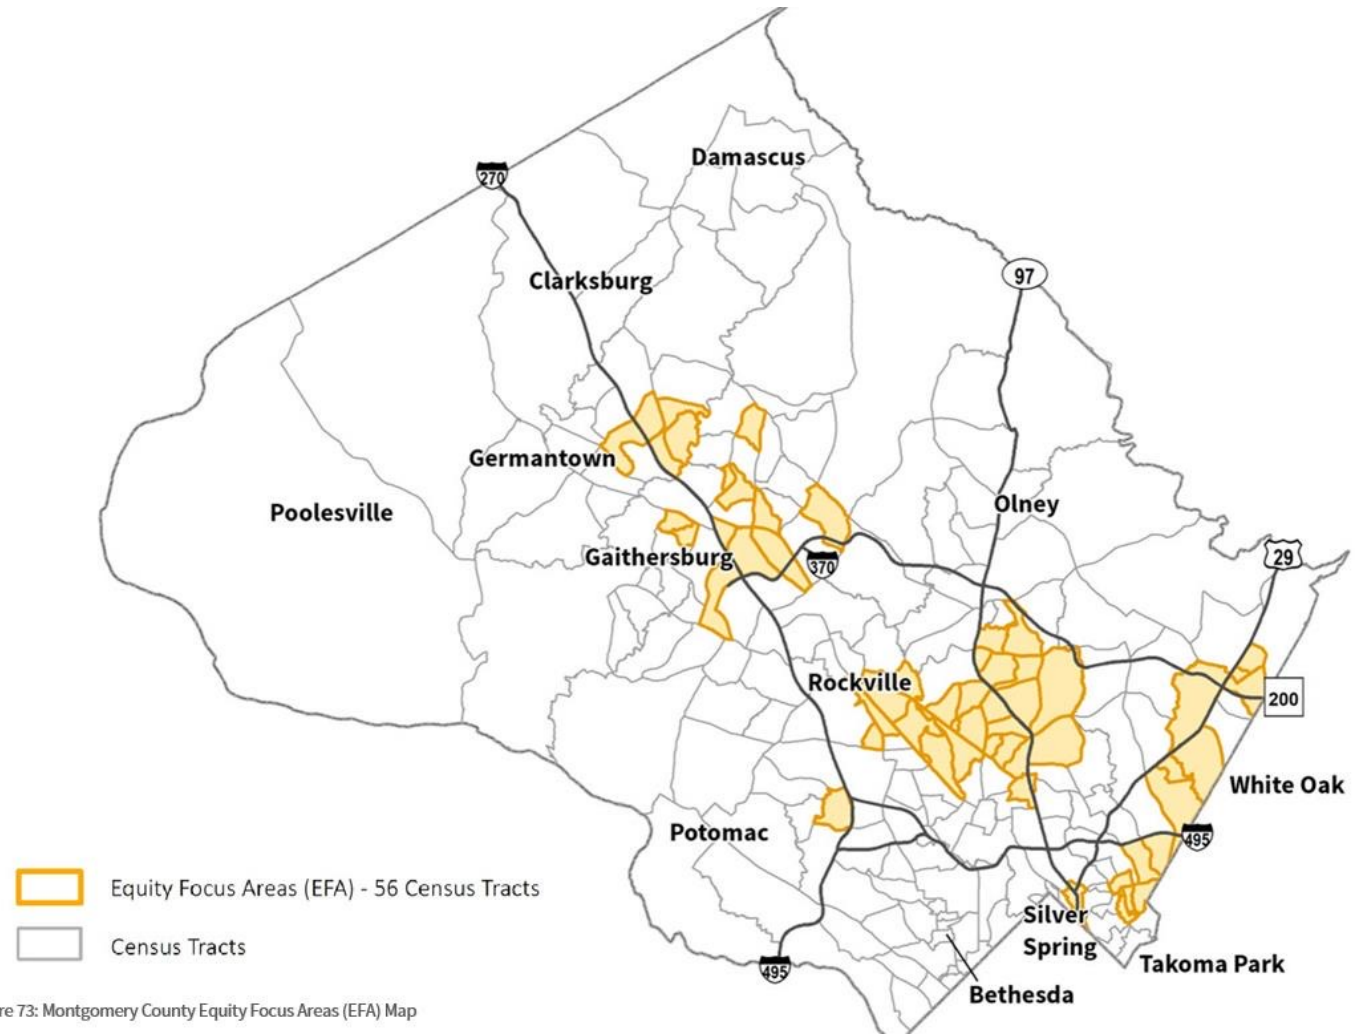 Damascus
270
Clarksburg
97
Germantown
Poolesville
Olney
Gaithersburg
370
29
Rockville
200
White Oak
Potomac
495
Equity Focus Areas (EFA) - 56 Census Tracts
Census Tracts
Silver
Spring
Takoma Park
495
Bethesda
re 73: Montgomery County Equity Focus Areas (EFA) Map